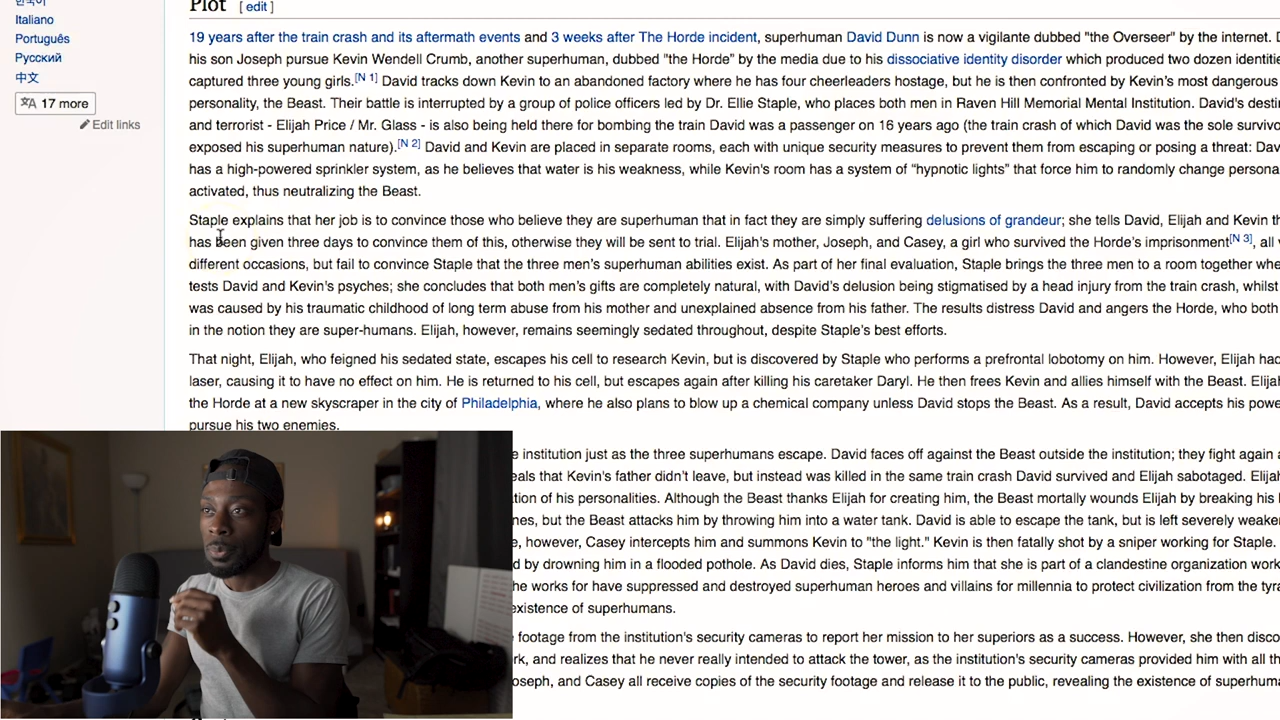 한국어
Italiano
Português
Русский
中文
17 more
Edit links
Plot [ edit ]
19 years after the train crash and its aftermath events and 3 weeks after The Horde incident, superhuman David Dunn is now a vigilante dubbed "the Overseer" by the internet.
his son Joseph pursue Kevin Wendell Crumb, another superhuman, dubbed "the Horde" by the media due to his dissociative identity disorder which produced two dozen
captured three young girls.[N 1] David tracks down Kevin to an abandoned factory where he has four cheerleaders hostage, but he is then confronted by Kevin's most dangerous
personality, the Beast. Their battle is interrupted by a group of police officers led by Dr. Ellie Staple, who places both men in Raven Hill Memorial Mental Institution. David's
and terrorist - Elijah Price / Mr. Glass - is also being held there for bombing the train David was a passenger on 16 years ago (the train crash of which David was the sole
exposed his superhuman nature).[N 2] David and Kevin are placed in separate rooms, each with unique security measures to prevent them from escaping or posing a threat:
has a high-powered sprinkler system, as he believes that water is his weakness, while Kevin's room has a system of “hypnotic lights” that force him to randomly change
activated, thus neutralizing the Beast.
Staple explains that her job is to convince those who believe they are superhuman that in fact they are simply suffering delusions of grandeur; she tells David, Elijah and Kevin
has been given three days to convince them of this, otherwise they will be sent to trial. Elijah's mother, Joseph, and Casey, a girl who survived the Horde's imprisonment[N 3], all
different occasions, but fail to convince Staple that the three men's superhuman abilities exist. As part of her final evaluation, Staple brings the three men to a room together
tests David and Kevin's psyches; she concludes that both men's gifts are completely natural, with David's delusion being stigmatised by a head injury from the train crash, whilst
was caused by his traumatic childhood of long term abuse from his mother and unexplained absence from his father. The results distress David and angers the Horde, who both
in the notion they are super-humans. Elijah, however, remains seemingly sedated throughout, despite Staple's best efforts.
That night, Elijah, who feigned his sedated state, escapes his cell to research Kevin, but is discovered by Staple who performs a prefrontal lobotomy on him. However, Elijah had
laser, causing it to have no effect on him. He is returned to his cell, but escapes again after killing his caretaker Daryl. He then frees Kevin and allies himself with the Beast.
the Horde at a new skyscraper in the city of Philadelphia, where he also plans to blow up a chemical company unless David stops the Beast. As a result, David accepts his
pursue his two enemies.
institution just as the three superhumans escape. David faces off against the Beast outside the institution; they fight again
that Kevin's father didn't leave, but instead was killed in the same train crash David survived and Elijah sabotaged.
of his personalities. Although the Beast thanks Elijah for creating him, the Beast mortally wounds Elijah by breaking his
but the Beast attacks him by throwing him into a water tank. David is able to escape the tank, but is left severely
however, Casey intercepts him and summons Kevin to "the light." Kevin is then fatally shot by a sniper working for Staple.
by drowning him in a flooded pothole. As David dies, Staple informs him that she is part of a clandestine organization
he works for have suppressed and destroyed superhuman heroes and villains for millennia to protect civilization from the
existence of superhumans.
footage from the institution's security cameras to report her mission to her superiors as a success. However, she then
and realizes that he never really intended to attack the tower, as the institution's security cameras provided him with all
and Casey all receive copies of the security footage and release it to the public, revealing the existence of